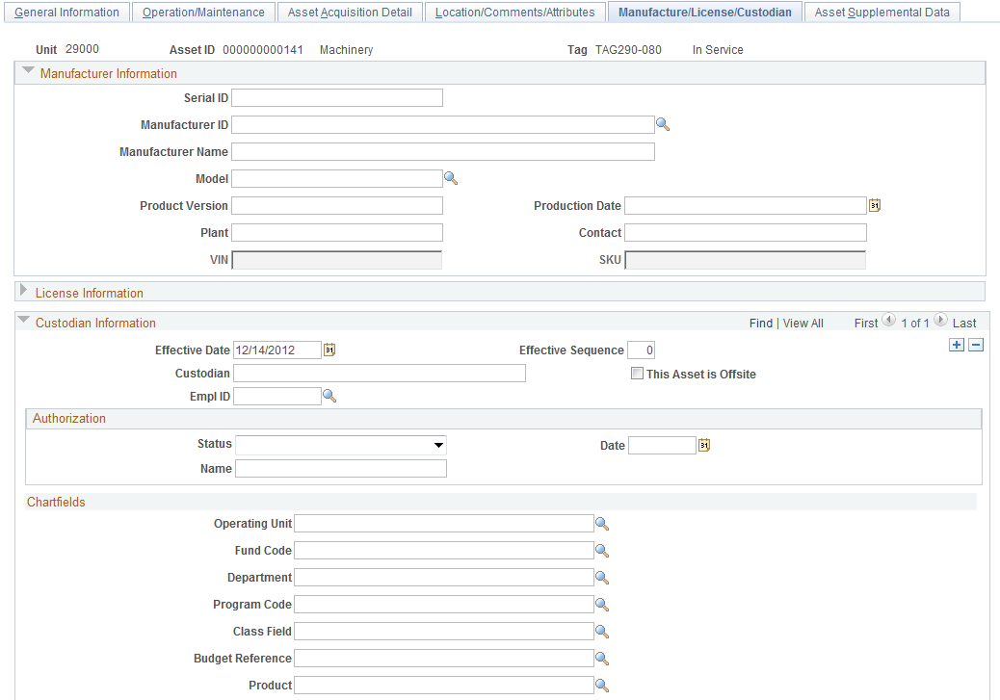 General Information Operation/Maintenance Asset Acquisition Detail Location/Comments/Attributes Manufacture/License/Custodian Asset Supplemental Data
Unit 29000 Asset ID 000000000141 Machinery Tag TAG290-080 In Service
Manufacturer Information
Serial ID
Manufacturer ID
Manufacturer Name
Model
Product Version Production Date 31
Plant Contact
VIN SKU
License Information
Custodian Information Find | View All First 1 of 1 Last
Effective Date 12/14/2012 31 Effective Sequence 0 + −
Custodian This Asset is Offsite
Empl ID
Authorization
Status Date 31
Name
Chartfields
Operating Unit
Fund Code
Department
Program Code
Class Field
Budget Reference
Product